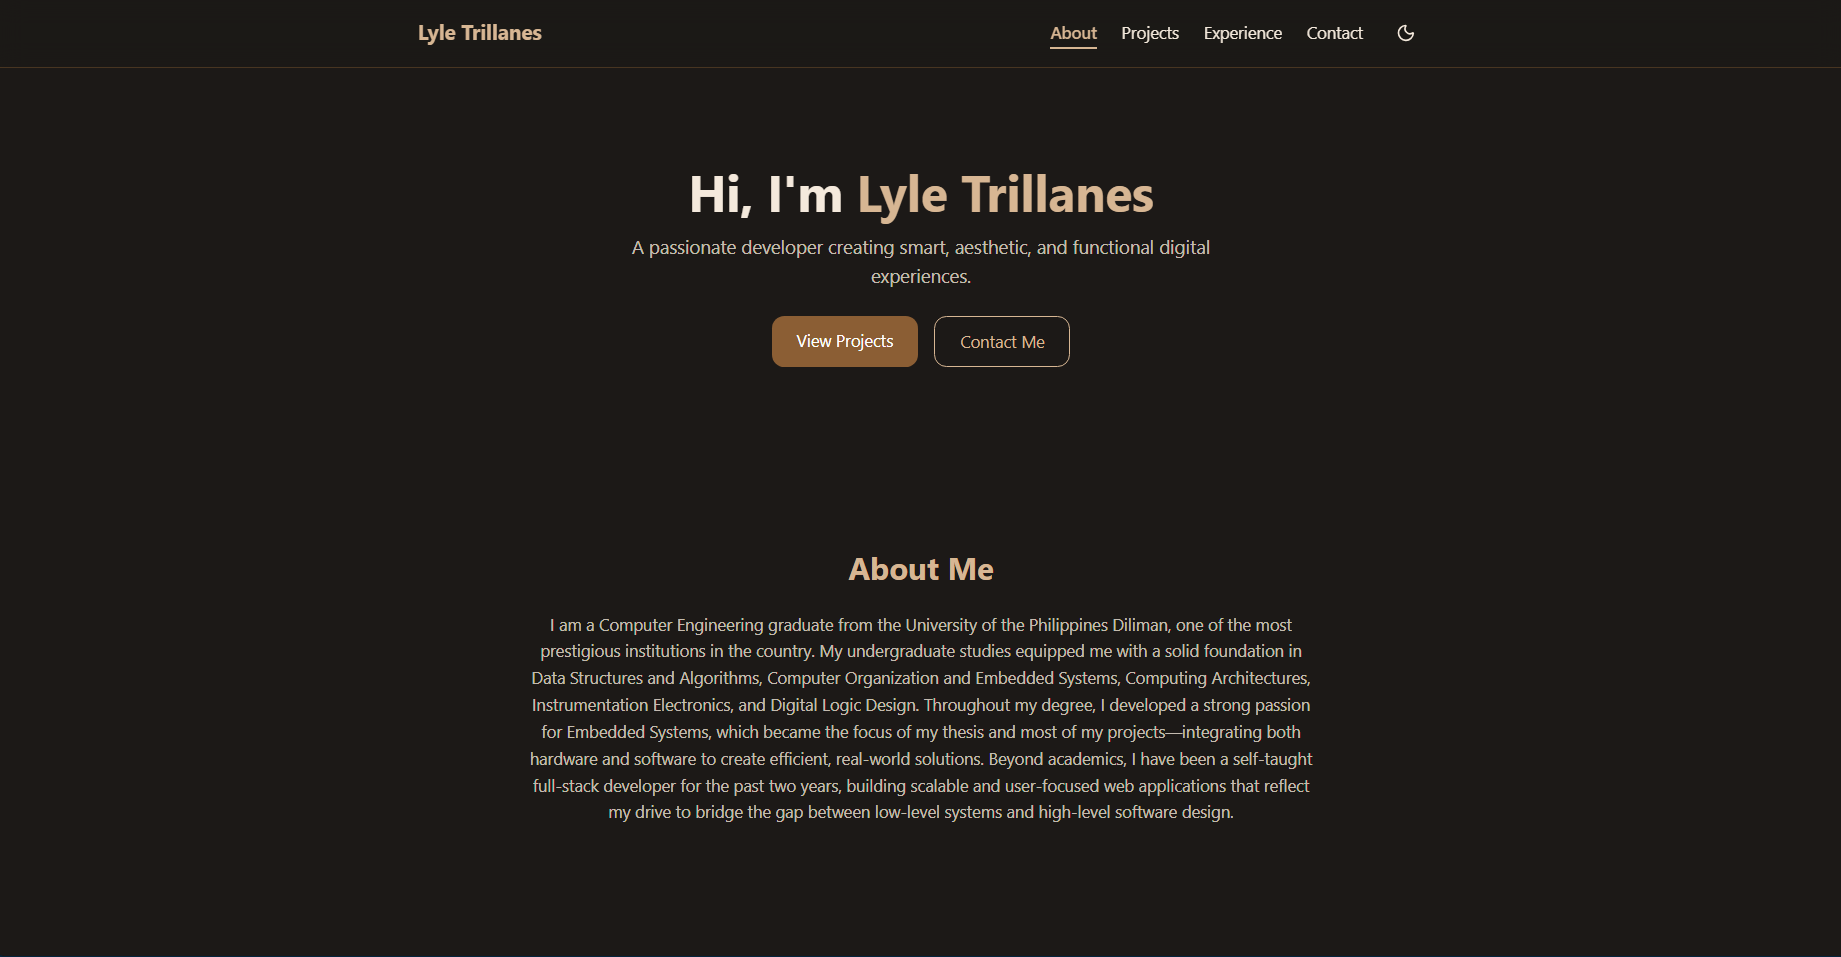 Lyle Trillanes
About Projects Experience Contact
Hi, I'm Lyle Trillanes
A passionate developer creating smart, aesthetic, and functional digital
experiences.
View Projects Contact Me
About Me
I am a Computer Engineering graduate from the University of the Philippines Diliman, one of the most
prestigious institutions in the country. My undergraduate studies equipped me with a solid foundation in
Data Structures and Algorithms, Computer Organization and Embedded Systems, Computing Architectures,
Instrumentation Electronics, and Digital Logic Design. Throughout my degree, I developed a strong passion
for Embedded Systems, which became the focus of my thesis and most of my projects—integrating both
hardware and software to create efficient, real-world solutions. Beyond academics, I have been a self-taught
full-stack developer for the past two years, building scalable and user-focused web applications that reflect
my drive to bridge the gap between low-level systems and high-level software design.